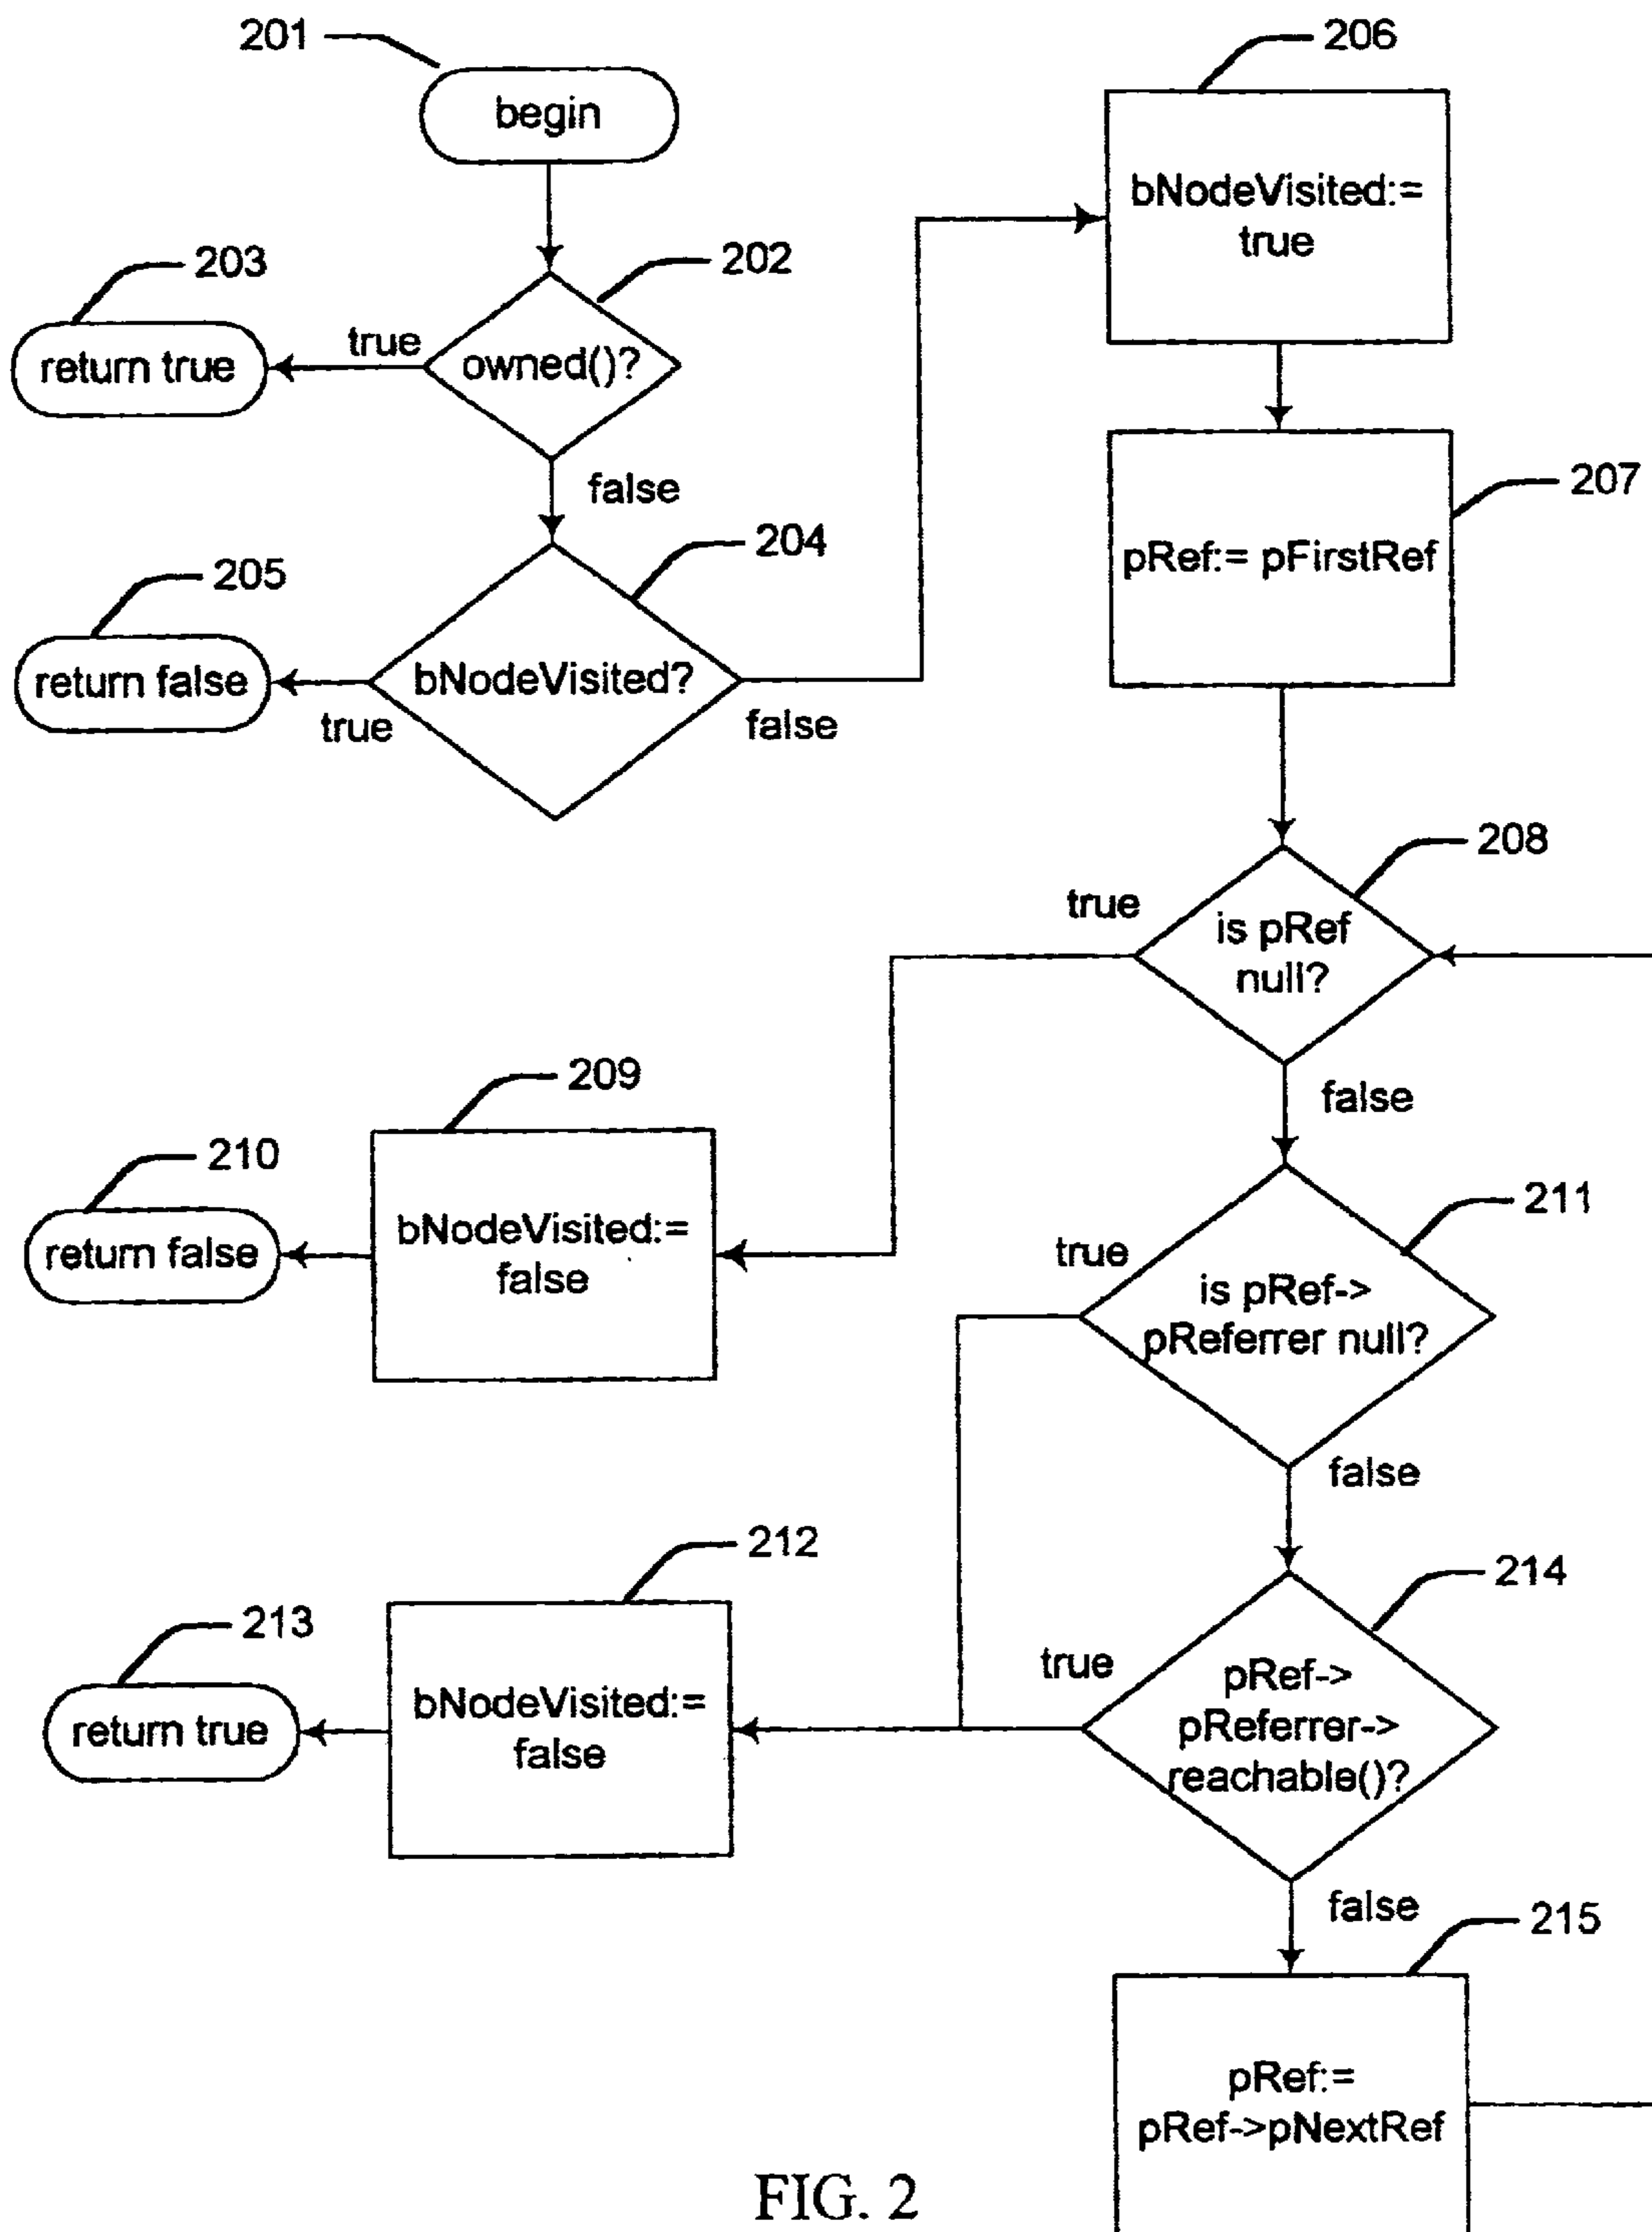 201
begin
206
bNodeVisited:=
true
202
owned()?
203
return true
true
false
207
pRef:= pFirstRef
204
bNodeVisited?
205
return false
true
false
208
is pRef
null?
true
false
209
bNodeVisited:=
false
210
return false
211
is pRef->
pReferrer null?
true
false
212
bNodeVisited:=
false
213
return true
214
pRef->
pReferrer->
reachable()?
true
false
215
pRef:=
pRef->pNextRef
FIG. 2